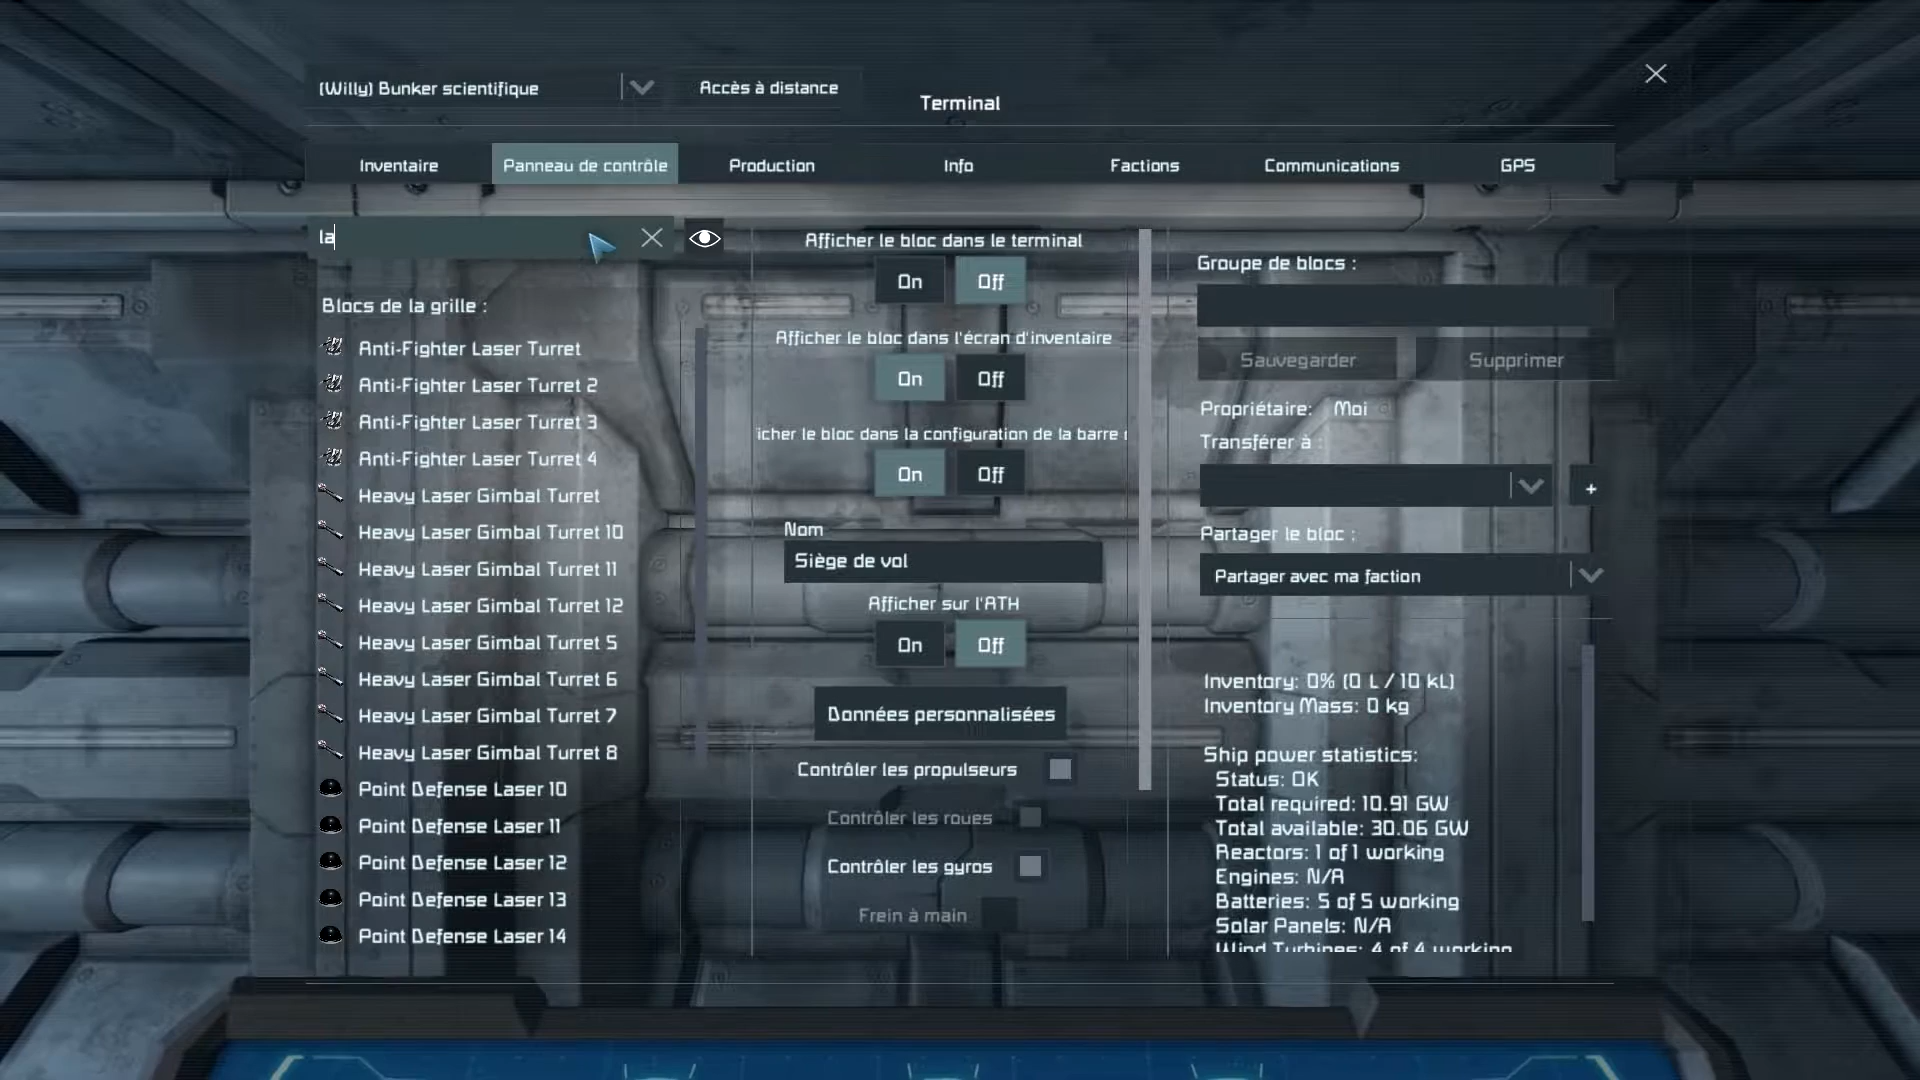 (Willy) Bunker scientifique
Accès à distance
Terminal
Inventaire
Panneau de contrôle
Production
Info
Factions
Communications
GPS
la
Blocs de la grille :
Anti-Fighter Laser Turret
Anti-Fighter Laser Turret 2
Anti-Fighter Laser Turret 3
Anti-Fighter Laser Turret 4
Heavy Laser Gimbal Turret
Heavy Laser Gimbal Turret 10
Heavy Laser Gimbal Turret 11
Heavy Laser Gimbal Turret 12
Heavy Laser Gimbal Turret 5
Heavy Laser Gimbal Turret 6
Heavy Laser Gimbal Turret 7
Heavy Laser Gimbal Turret 8
Point Defense Laser 10
Point Defense Laser 11
Point Defense Laser 12
Point Defense Laser 13
Point Defense Laser 14
Afficher le bloc dans le terminal
On Off
Afficher le bloc dans l'écran d'inventaire
On Off
icher le bloc dans la configuration de la barre
On Off
Nom
Siège de vol
Afficher sur l'ATH
On Off
Données personnalisées
Contrôler les propulseurs
Contrôler les roues
Contrôler les gyros
Frein à main
Groupe de blocs :
Sauvegarder
Supprimer
Propriétaire: Moi
Transférer à :
+
Partager le bloc :
Partager avec ma faction
Inventory: 0% (0 L / 10 kL)
Inventory Mass: 0 kg
Ship power statistics:
Status: OK
Total required: 10.91 GW
Total available: 30.06 GW
Reactors: 1 of 1 working
Engines: N/A
Batteries: 5 of 5 working
Solar Panels: N/A
Wind Turbines: 4 of 4 working